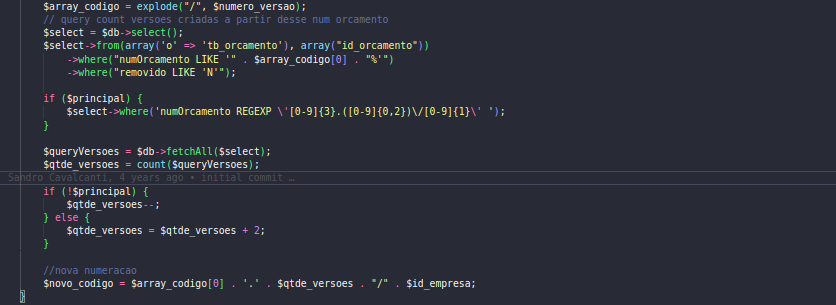 $array_codigo = explode("/", $numero_versao);
// query count versoes criadas a partir desse num orcamento
$select = $db->select();
$select->from(array('o' => 'tb_orcamento'), array("id_orcamento"))
->where("numOrcamento LIKE '" . $array_codigo[0] . "%'")
->where("removido LIKE 'N'");
if ($principal) {
$select->where('numOrcamento REGEXP \'[0-9]{3}.([0-9]{0,2})\/[0-9]{1}\' ');
}
$queryVersoes = $db->fetchAll($select);
$qtde_versoes = count($queryVersoes);
Sandro Cavalcanti, 4 years ago • initial commit …
if (!$principal) {
$qtde_versoes--;
} else {
$qtde_versoes = $qtde_versoes + 2;
}
//nova numeracao
$novo_codigo = $array_codigo[0] . '.' . $qtde_versoes . "/" . $id_empresa;
}